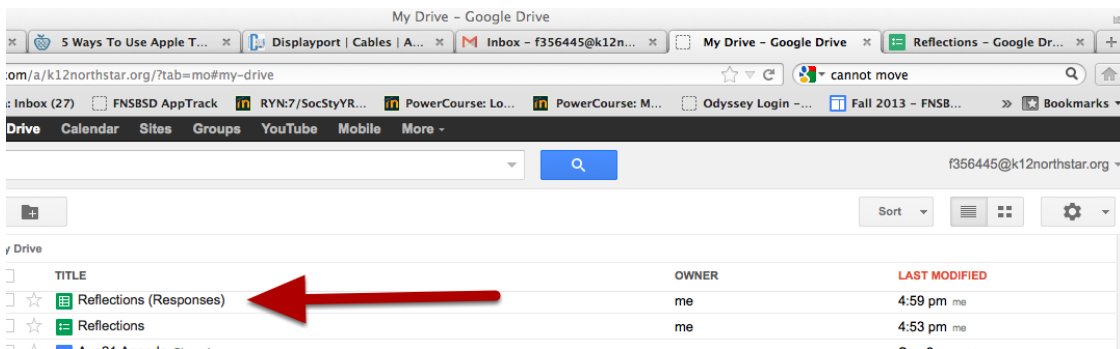 My Drive – Google Drive
5 Ways To Use Apple T... Displayport | Cables | A... Inbox – f356445@k12n... My Drive – Google Drive Reflections – Google Dr...
com/a/k12northstar.org/?tab=mo#my-drive cannot move
: Inbox (27) FNSBSD AppTrack RYN:7/SocStyYR... PowerCourse: Lo... PowerCourse: M... Odyssey Login –... Fall 2013 – FNSB... » Bookmarks
Drive Calendar Sites Groups YouTube Mobile More
f356445@k12northstar.org
Sort
y Drive
TITLE OWNER LAST MODIFIED
Reflections (Responses) me 4:59 pm me
Reflections me 4:53 pm me